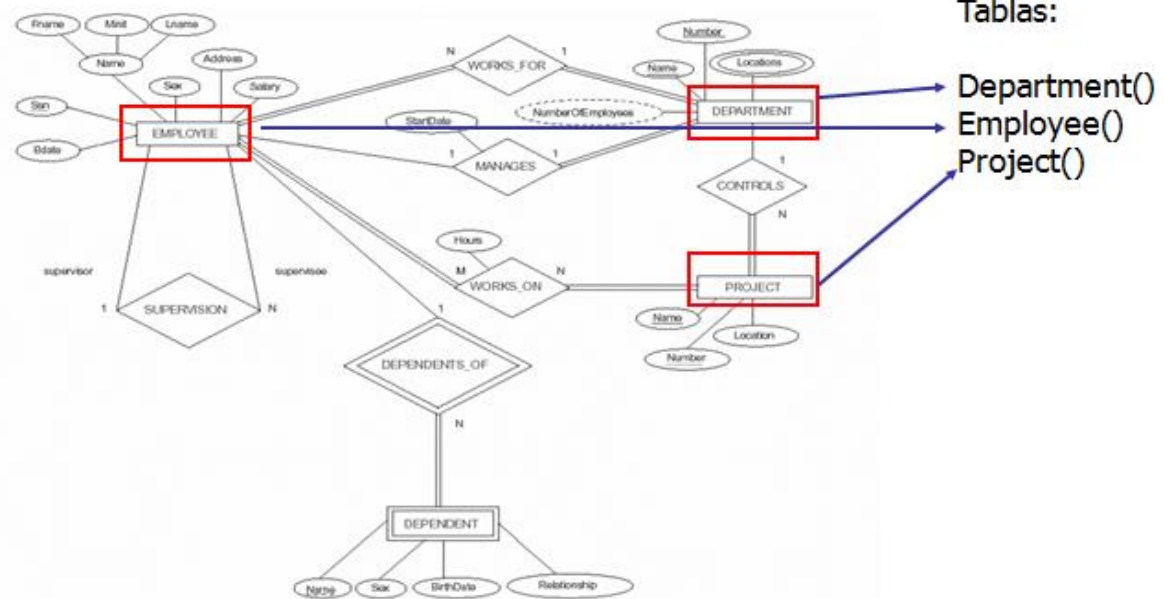 Tablas:
Department()
Employee()
Project()
Fname
Minit
Lname
Name
Address
Sex
Salary
Ssn
Bdate
EMPLOYEE
N
WORKS_FOR
1
Number
Name
Locations
NumberOfEmployees
DEPARTMENT
StartDate
1
MANAGES
1
1
CONTROLS
N
Hours
M
WORKS_ON
N
PROJECT
Name
Number
Location
supervisor
supervisee
1
SUPERVISION
N
1
DEPENDENTS_OF
N
DEPENDENT
Name
Sex
BirthDate
Relationship